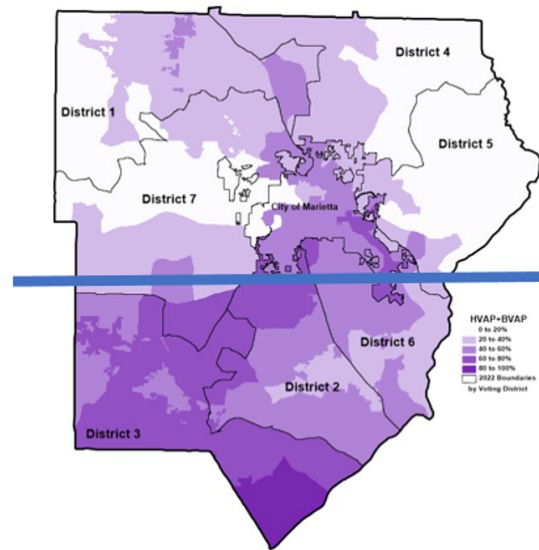 District 4
District 1
District 5
District 7
City of Marietta
HVAP+BVAP
0 to 20%
20 to 40%
40 to 60%
60 to 80%
80 to 100%
2022 Boundaries
by Voting District
District 6
District 2
District 3